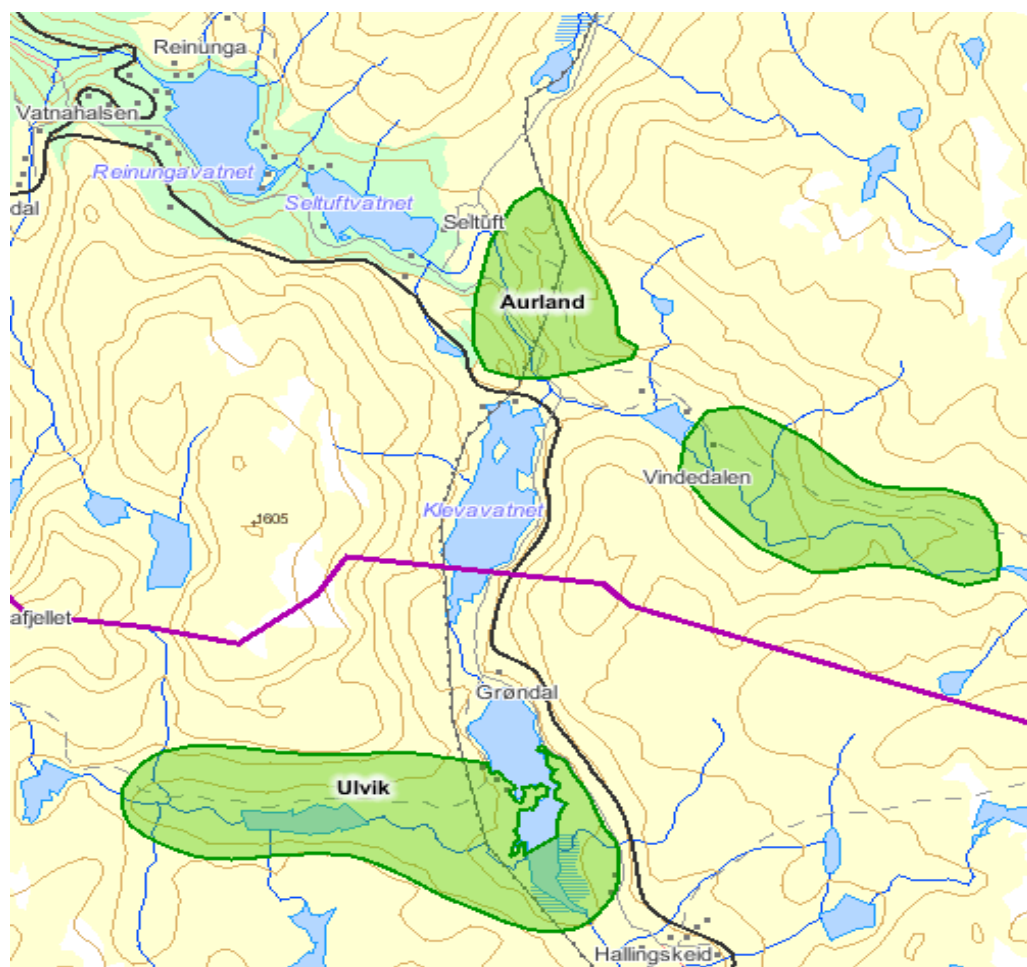 Reinunga
Vatnahalsen
Reinungavatnet
Seltuftvatnet
dal
Seltuft
Aurland
Vindedalen
Klevavatnet
1605
afjellet
Grøndal
Ulvik
Hallingskeid